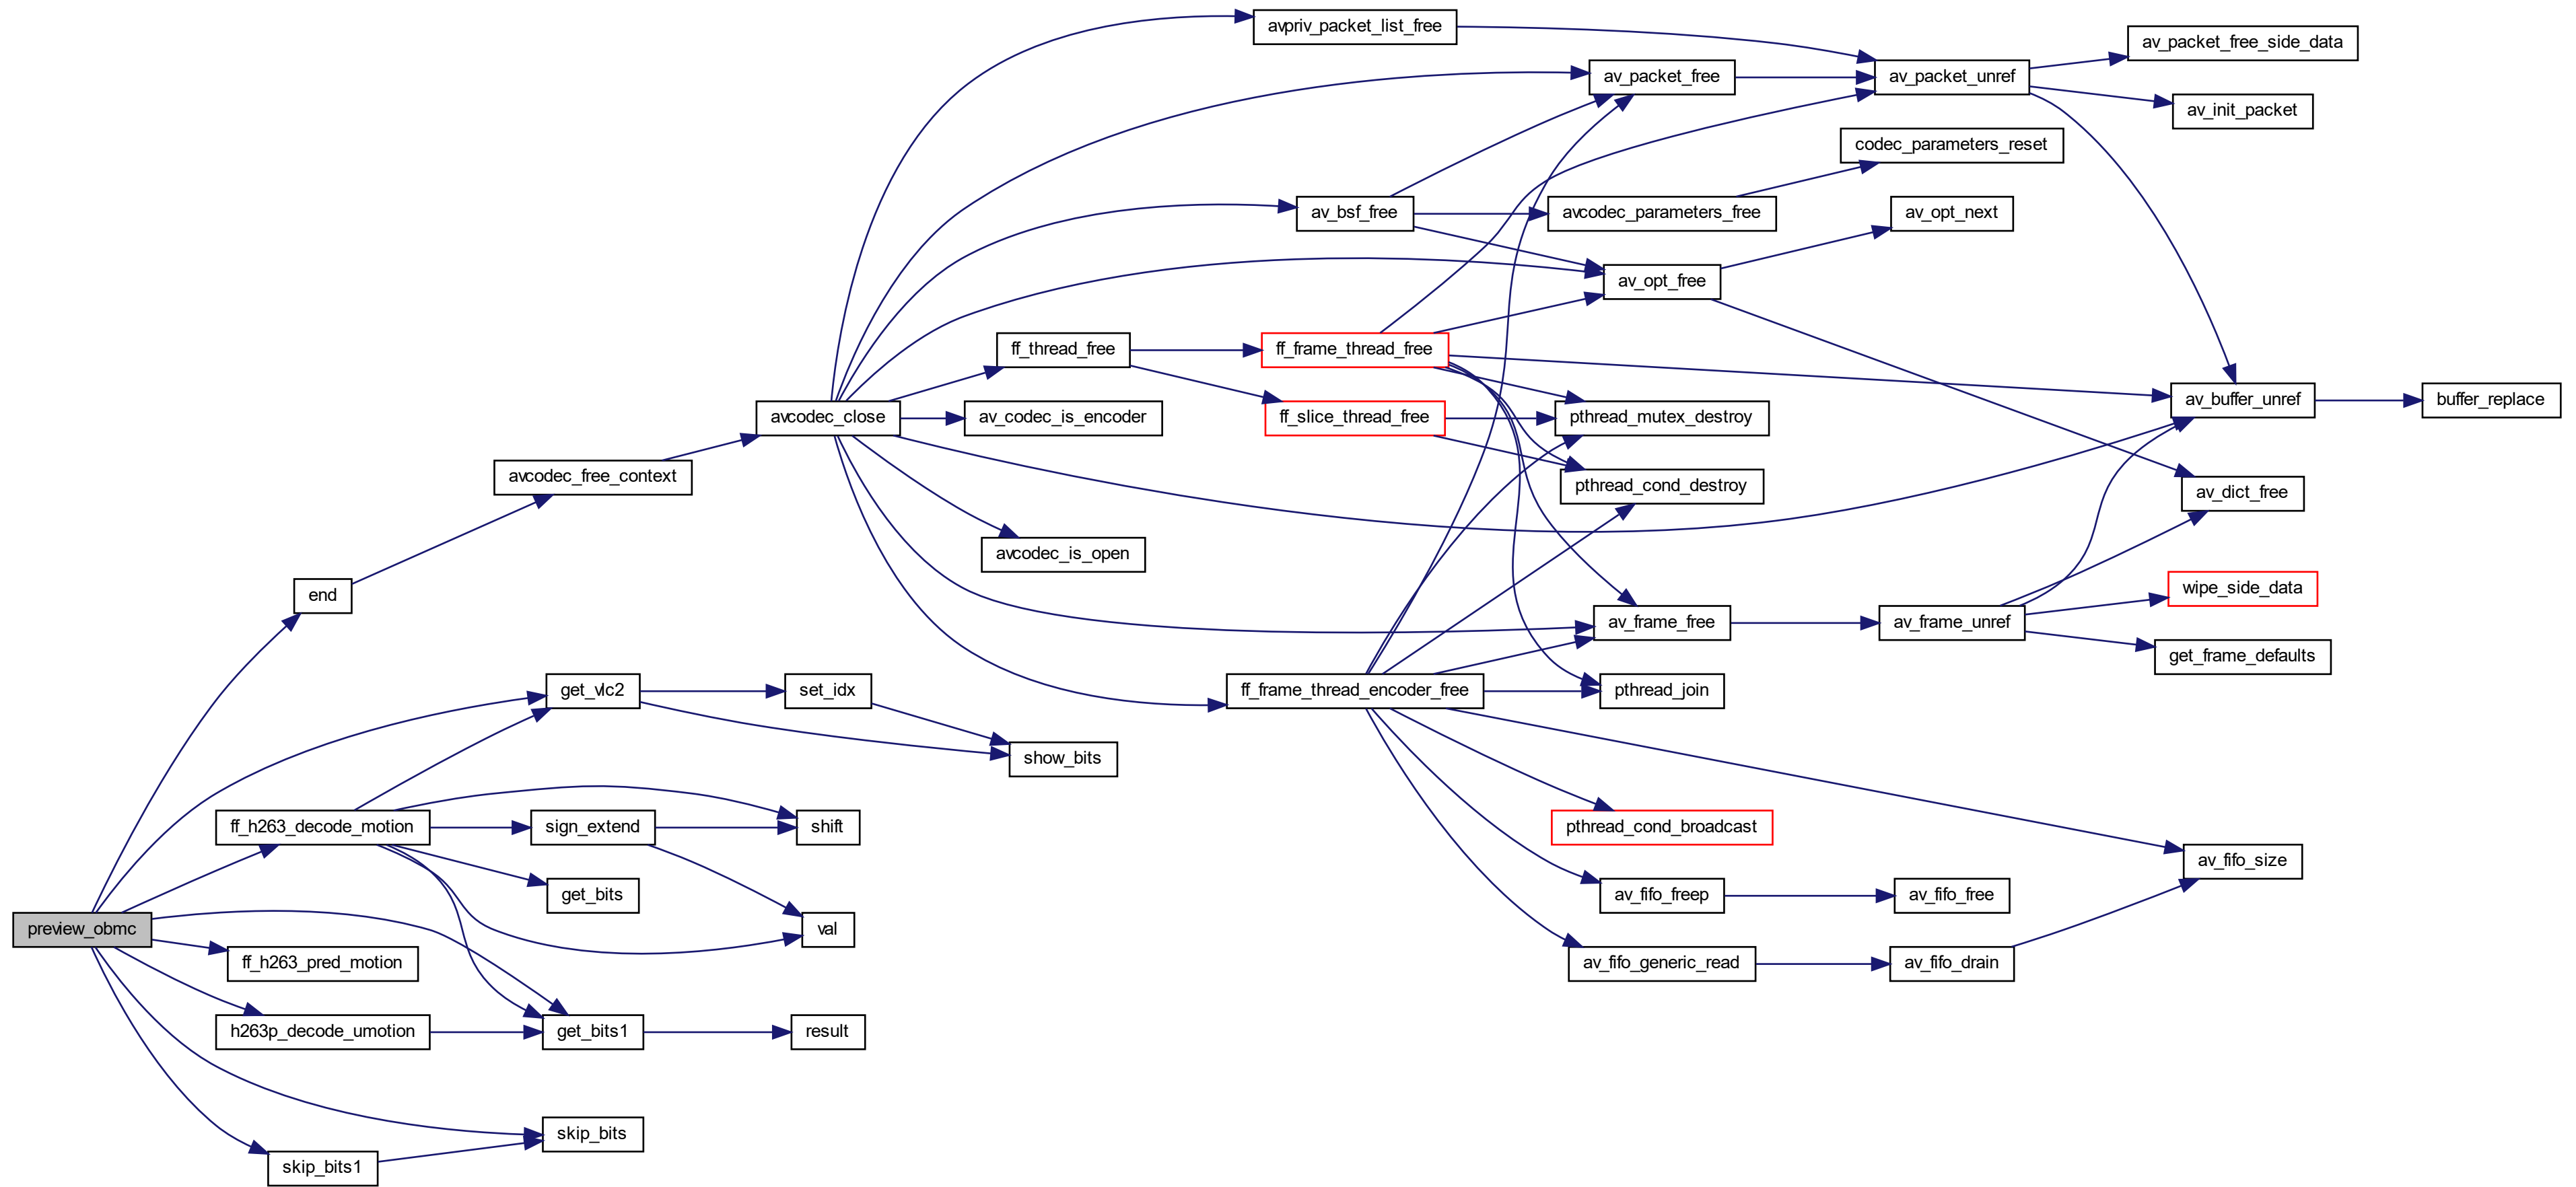 avpriv_packet_list_free
av_packet_free_side_data
av_packet_free
av_packet_unref
av_init_packet
codec_parameters_reset
av_bsf_free
avcodec_parameters_free
av_opt_next
av_opt_free
ff_thread_free
ff_frame_thread_free
avcodec_close
av_codec_is_encoder
ff_slice_thread_free
pthread_mutex_destroy
av_buffer_unref
buffer_replace
avcodec_free_context
pthread_cond_destroy
av_dict_free
avcodec_is_open
end
wipe_side_data
av_frame_free
av_frame_unref
get_frame_defaults
get_vlc2
set_idx
ff_frame_thread_encoder_free
pthread_join
show_bits
ff_h263_decode_motion
sign_extend
shift
pthread_cond_broadcast
av_fifo_size
get_bits
av_fifo_freep
av_fifo_free
preview_obmc
val
ff_h263_pred_motion
av_fifo_generic_read
av_fifo_drain
h263p_decode_umotion
get_bits1
result
skip_bits
skip_bits1